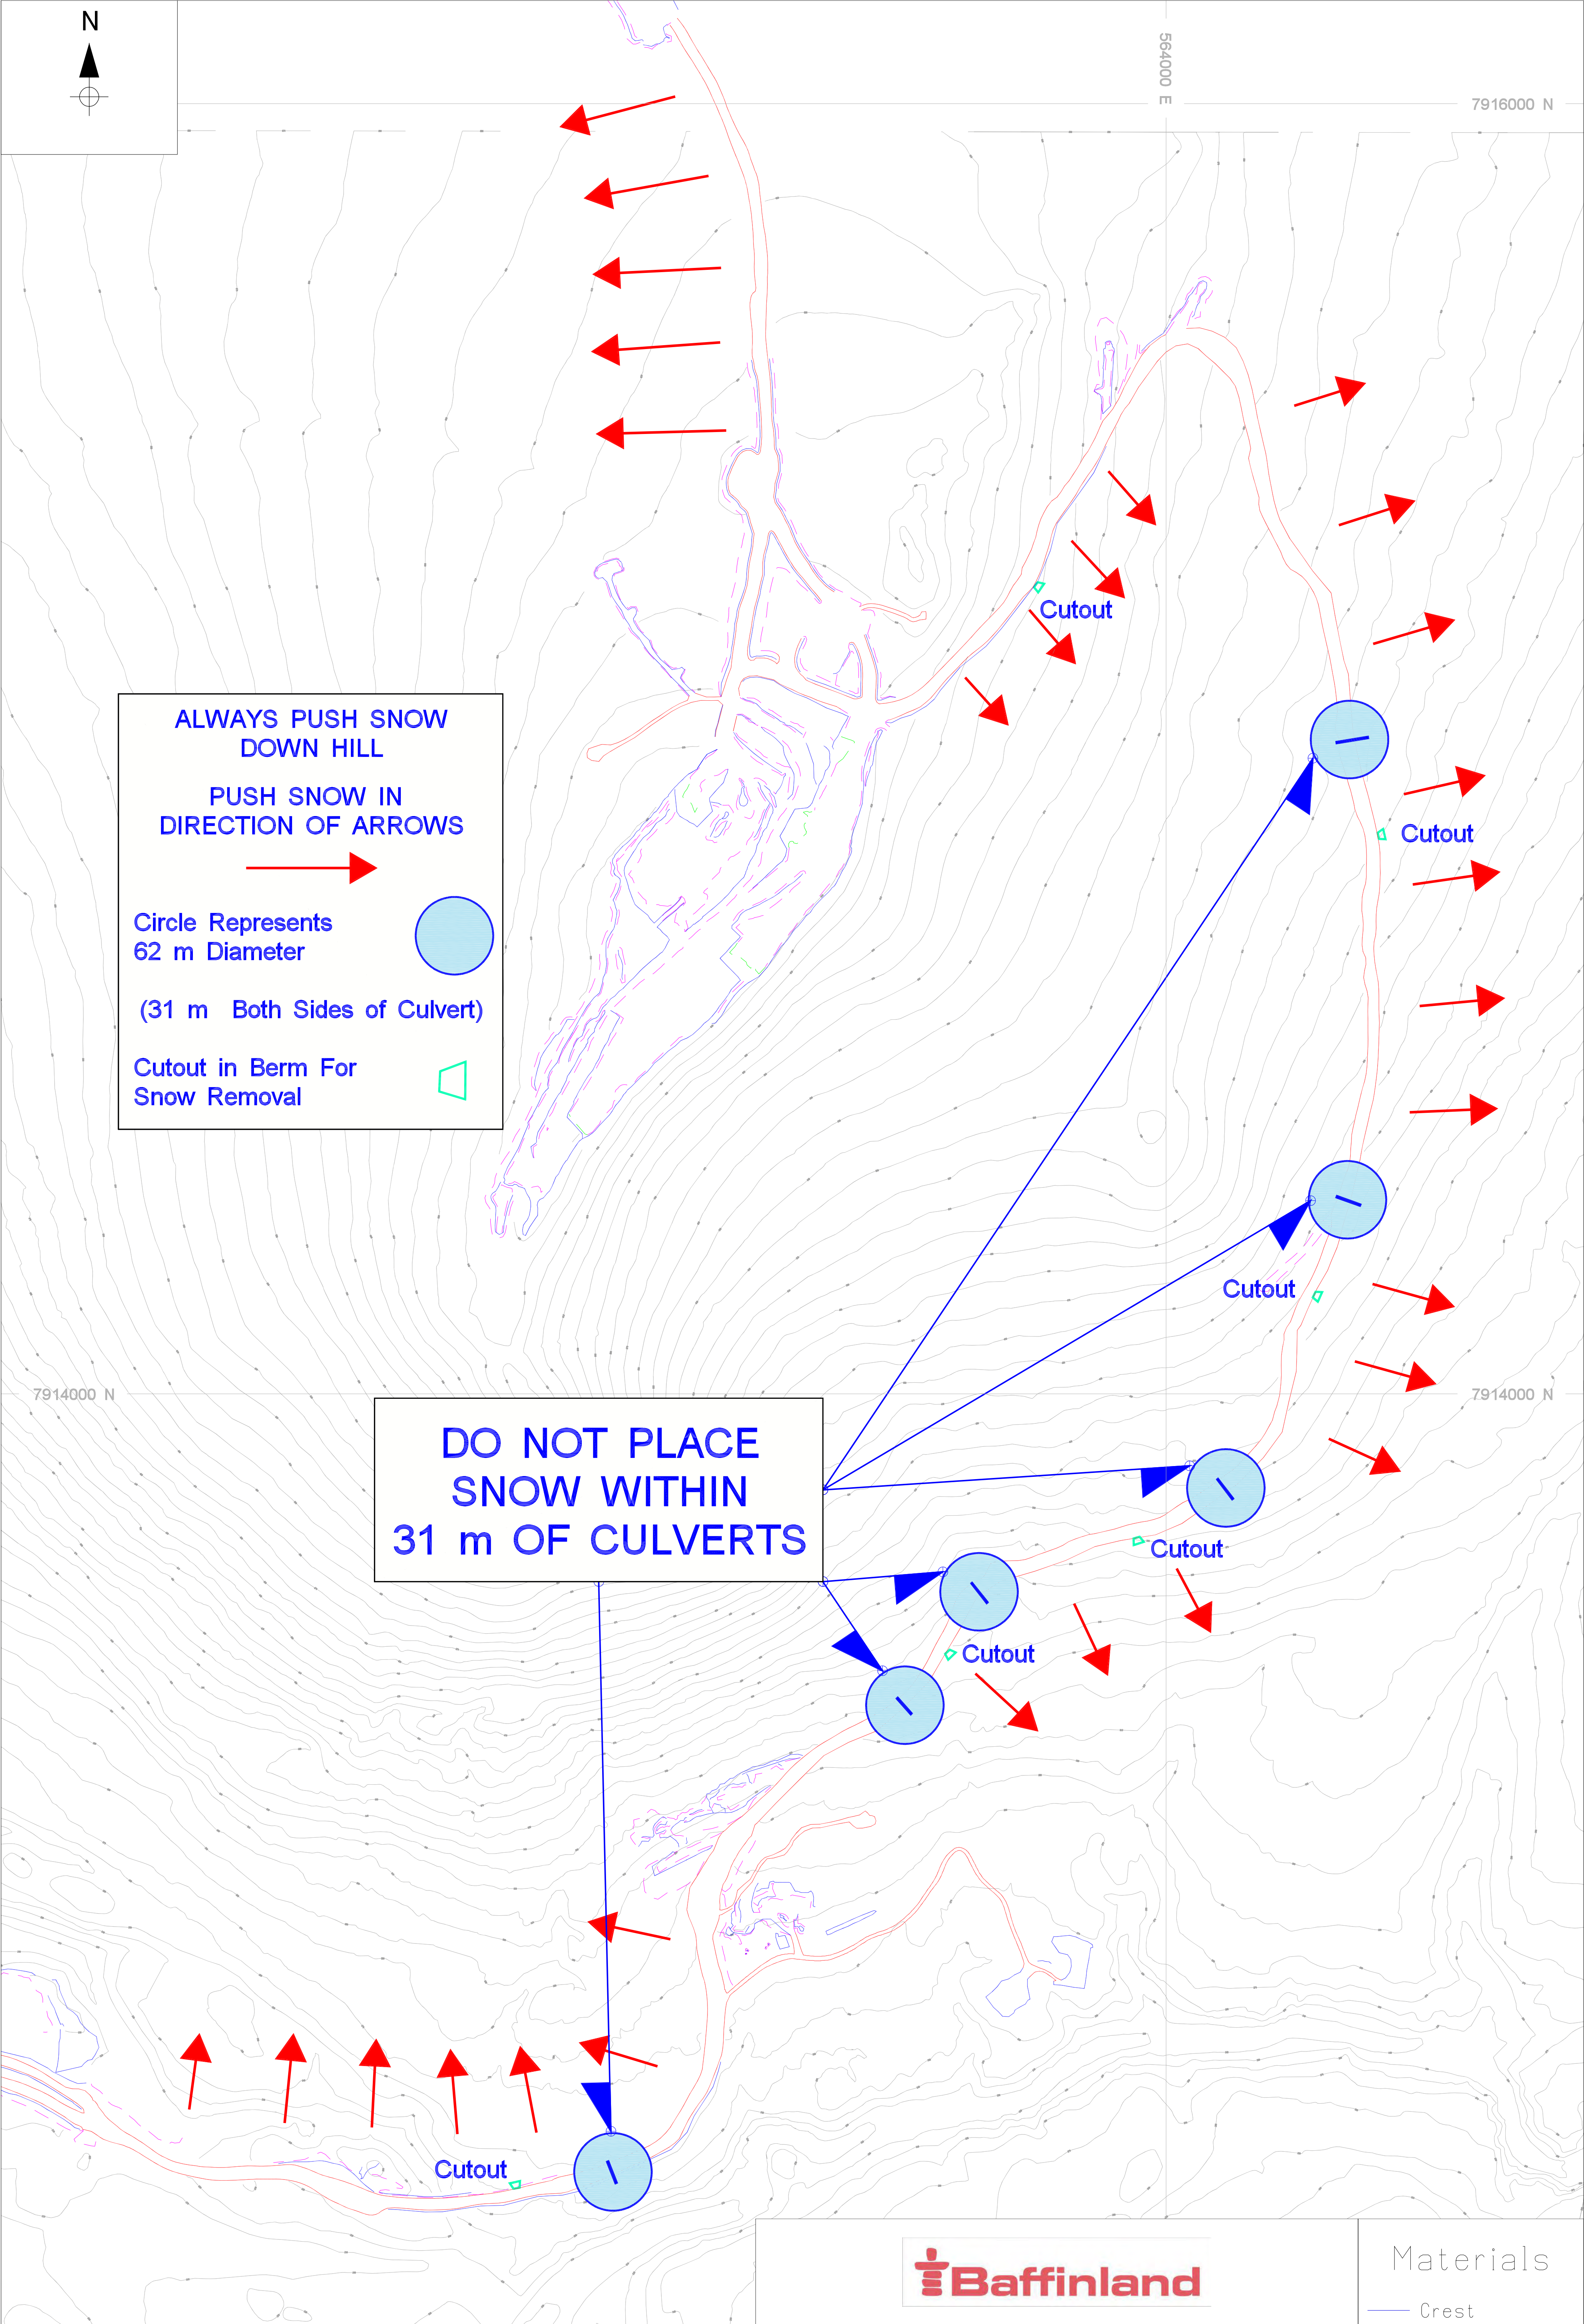 N
564000 E
7916000 N
Cutout
ALWAYS PUSH SNOW
DOWN HILL
PUSH SNOW IN
DIRECTION OF ARROWS
Circle Represents
62 m Diameter
(31 m Both Sides of Culvert)
Cutout in Berm For
Snow Removal
Cutout
Cutout
7914000 N
7914000 N
DO NOT PLACE
SNOW WITHIN
31 m OF CULVERTS
Cutout
Cutout
Cutout
Baffinland
Materials
Crest